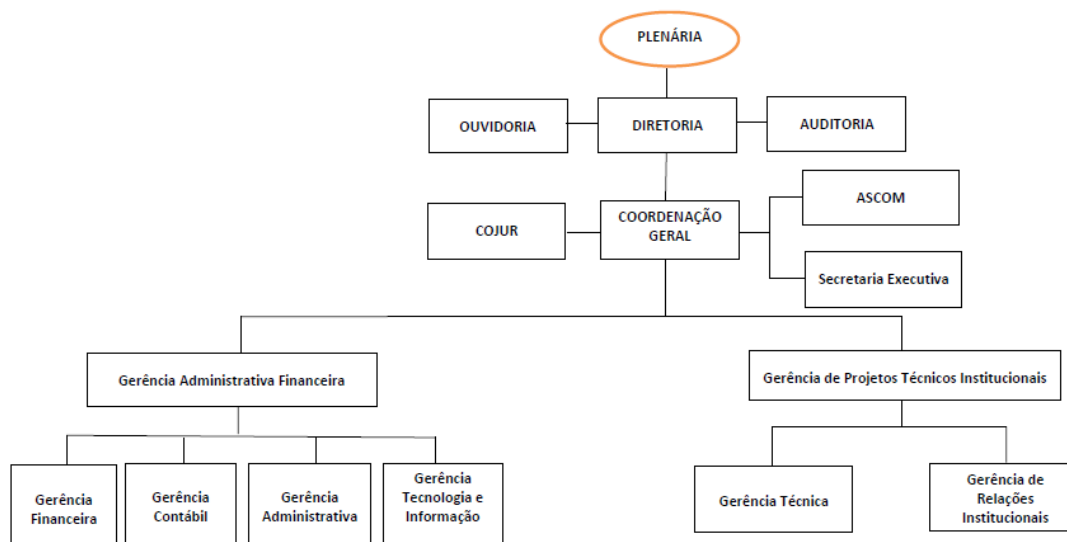 PLENÁRIA
OUVIDORIA
DIRETORIA
AUDITORIA
COJUR
COORDENAÇÃO
GERAL
ASCOM
Secretaria Executiva
Gerência Administrativa Financeira
Gerência de Projetos Técnicos Institucionais
Gerência
Financeira
Gerência
Contábil
Gerência
Administrativa
Gerência
Tecnologia e
Informação
Gerência Técnica
Gerência de
Relações
Institucionais